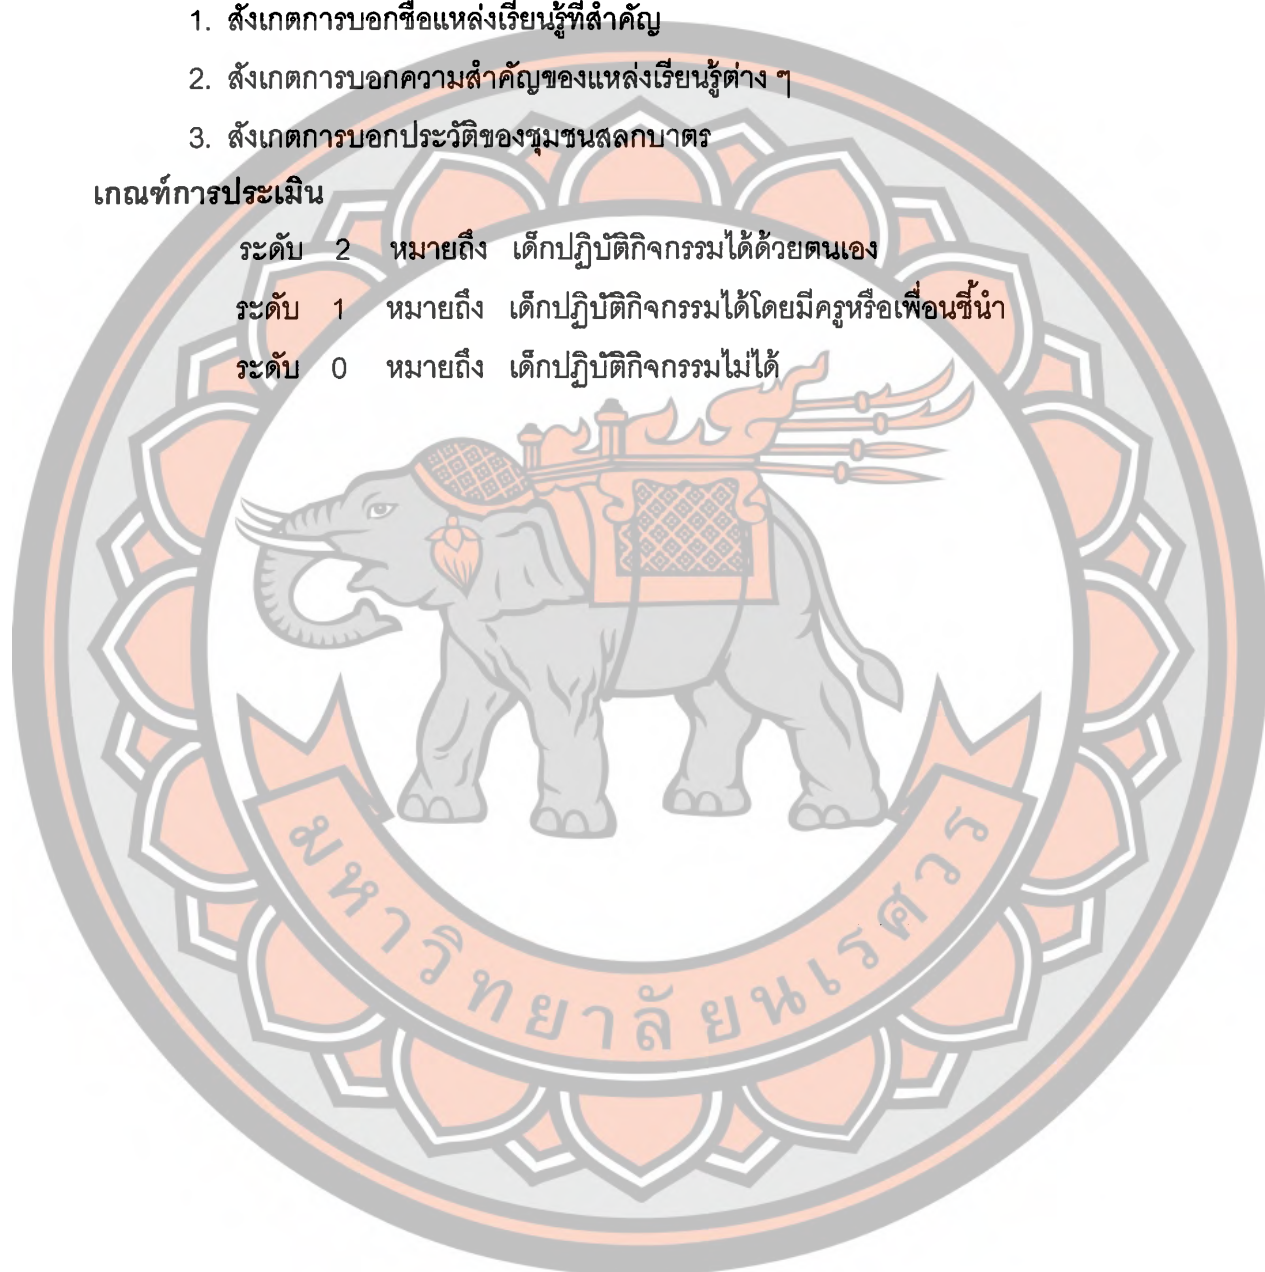 1. สังเกตการบอกชื่อแหล่งเรียนรู้ที่สำคัญ
2. สังเกตการบอกความสำคัญของแหล่งเรียนรู้ต่าง ๆ
3. สังเกตการบอกประวัติของชุมชนสลกบาตร
เกณฑ์การประเมิน
ระดับ 2 หมายถึง เด็กปฏิบัติกิจกรรมได้ด้วยตนเอง
ระดับ 1 หมายถึง เด็กปฏิบัติกิจกรรมได้โดยมีครูหรือเพื่อนชี้นำ
ระดับ 0 หมายถึง เด็กปฏิบัติกิจกรรมไม่ได้
มหาวิทยาลัยนเรศวร